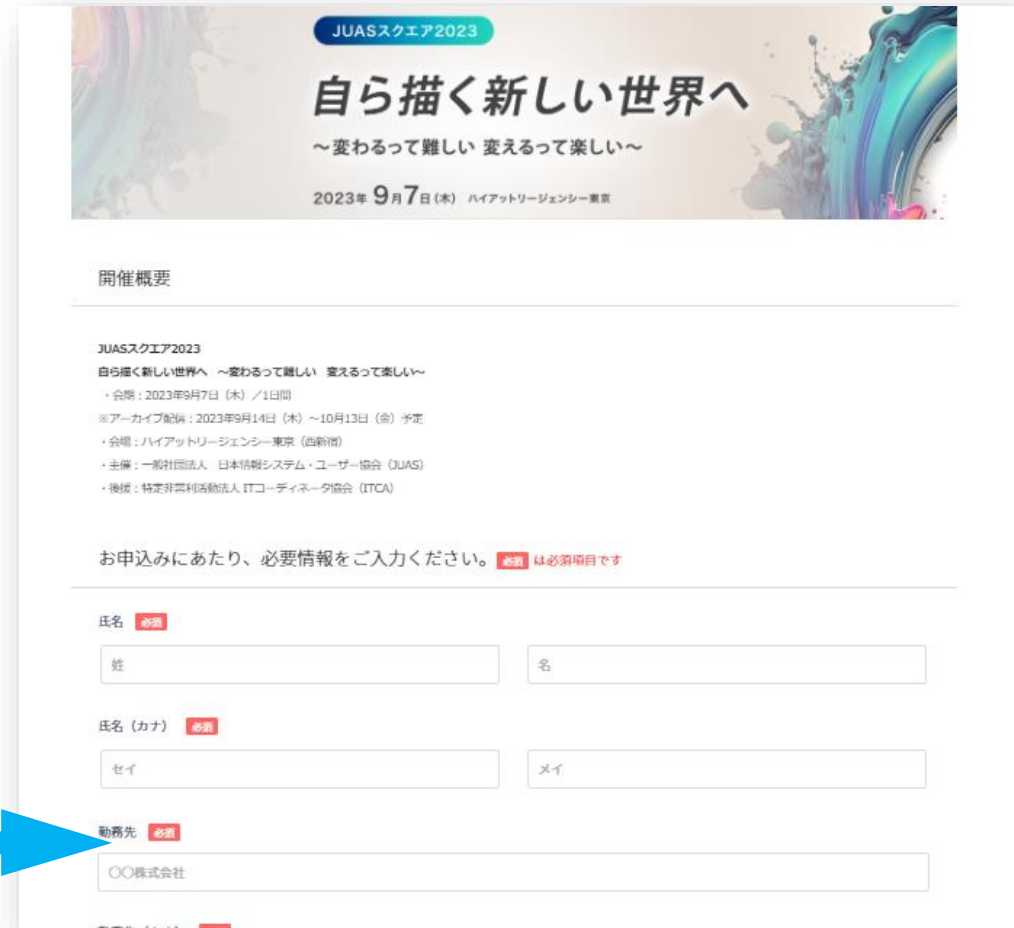 JUASスクエア2023
自ら描く新しい世界へ
～変わるって難しい 変えるって楽しい～
2023年 9月7日(木) ハイアットリージェンシー東京
開催概要
JUASスクエア2023
自ら描く新しい世界へ ～変わるって難しい 変えるって楽しい～
・会期：2023年9月7日（木）／1日間
※アーカイブ配信：2023年9月14日（木）～10月13日（金）予定
・会場：ハイアットリージェンシー東京（西新宿）
・主催：一般社団法人 日本情報システム・ユーザー協会（JUAS）
・後援：特定非営利活動法人 ITコーディネータ協会（ITCA）
お申込みにあたり、必要情報をご入力ください。 必須 は必須項目です
氏名 必須
姓 名
氏名（カナ） 必須
セイ メイ
勤務先 必須
○○株式会社